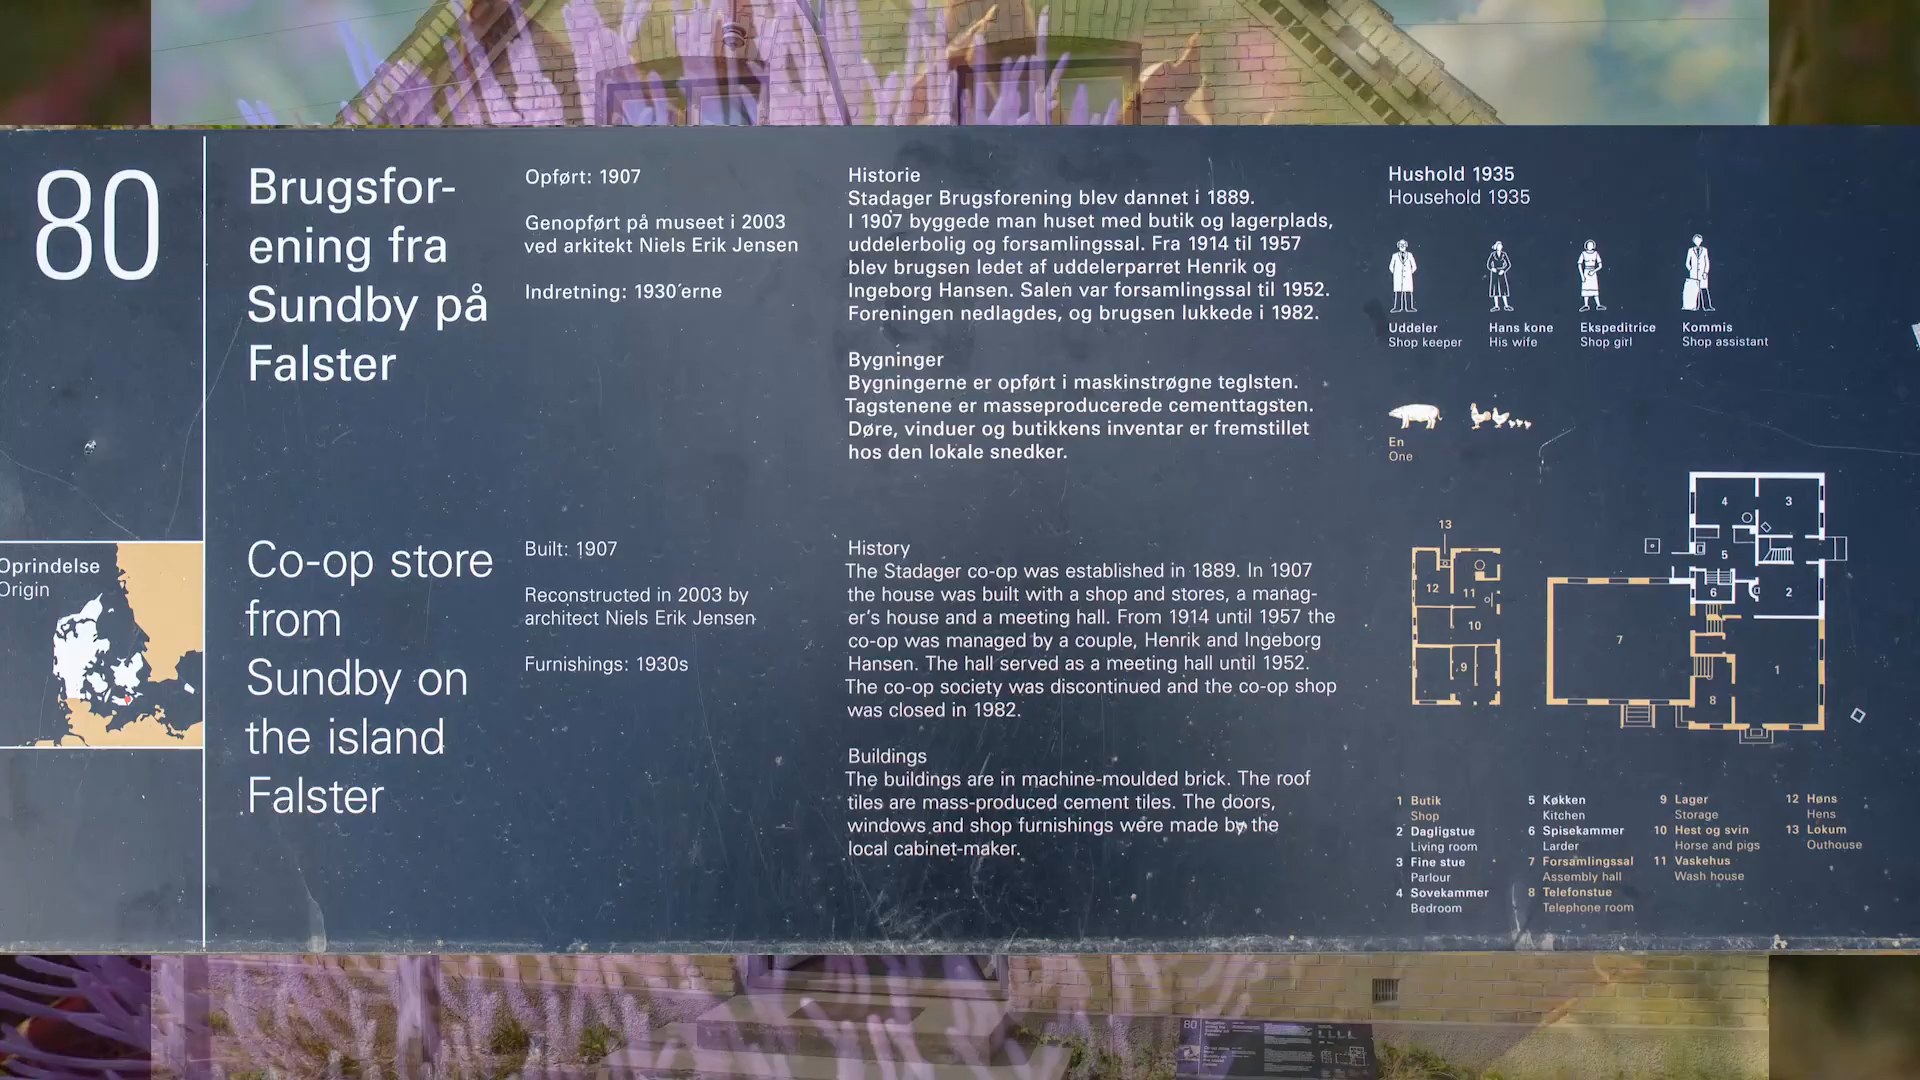 80
Brugsfor-
ening fra
Sundby på
Falster
Opført: 1907
Genopført på museet i 2003
ved arkitekt Niels Erik Jensen
Indretning: 1930´erne
Historie
Stadager Brugsforening blev dannet i 1889.
I 1907 byggede man huset med butik og lagerplads,
uddelerbolig og forsamlingssal. Fra 1914 til 1957
blev brugsen ledet af uddelerparret Henrik og
Ingeborg Hansen. Salen var forsamlingssal til 1952.
Foreningen nedlagdes, og brugsen lukkede i 1982.
Bygninger
Bygningerne er opført i maskinstrøgne teglsten.
Tagstenene er masseproducerede cementtagsten.
Døre, vinduer og butikkens inventar er fremstillet
hos den lokale snedker.
Hushold 1935
Household 1935
Uddeler
Shop keeper
Hans kone
His wife
Ekspeditrice
Shop girl
Kommis
Shop assistant
En
One
Oprindelse
Origin
Co-op store
from
Sundby on
the island
Falster
Built: 1907
Reconstructed in 2003 by
architect Niels Erik Jensen
Furnishings: 1930s
History
The Stadager co-op was established in 1889. In 1907
the house was built with a shop and stores, a manag-
er's house and a meeting hall. From 1914 until 1957 the
co-op was managed by a couple, Henrik and Ingeborg
Hansen. The hall served as a meeting hall until 1952.
The co-op society was discontinued and the co-op shop
was closed in 1982.
Buildings
The buildings are in machine-moulded brick. The roof
tiles are mass-produced cement tiles. The doors,
windows and shop furnishings were made by the
local cabinet-maker.
13
12
11
10
9
4
3
5
6
2
7
1
8
1 Butik
Shop
2 Dagligstue
Living room
3 Fine stue
Parlour
4 Sovekammer
Bedroom
5 Køkken
Kitchen
6 Spisekammer
Larder
7 Forsamlingssal
Assembly hall
8 Telefonstue
Telephone room
9 Lager
Storage
10 Hest og svin
Horse and pigs
11 Vaskehus
Wash house
12 Høns
Hens
13 Lokum
Outhouse
80